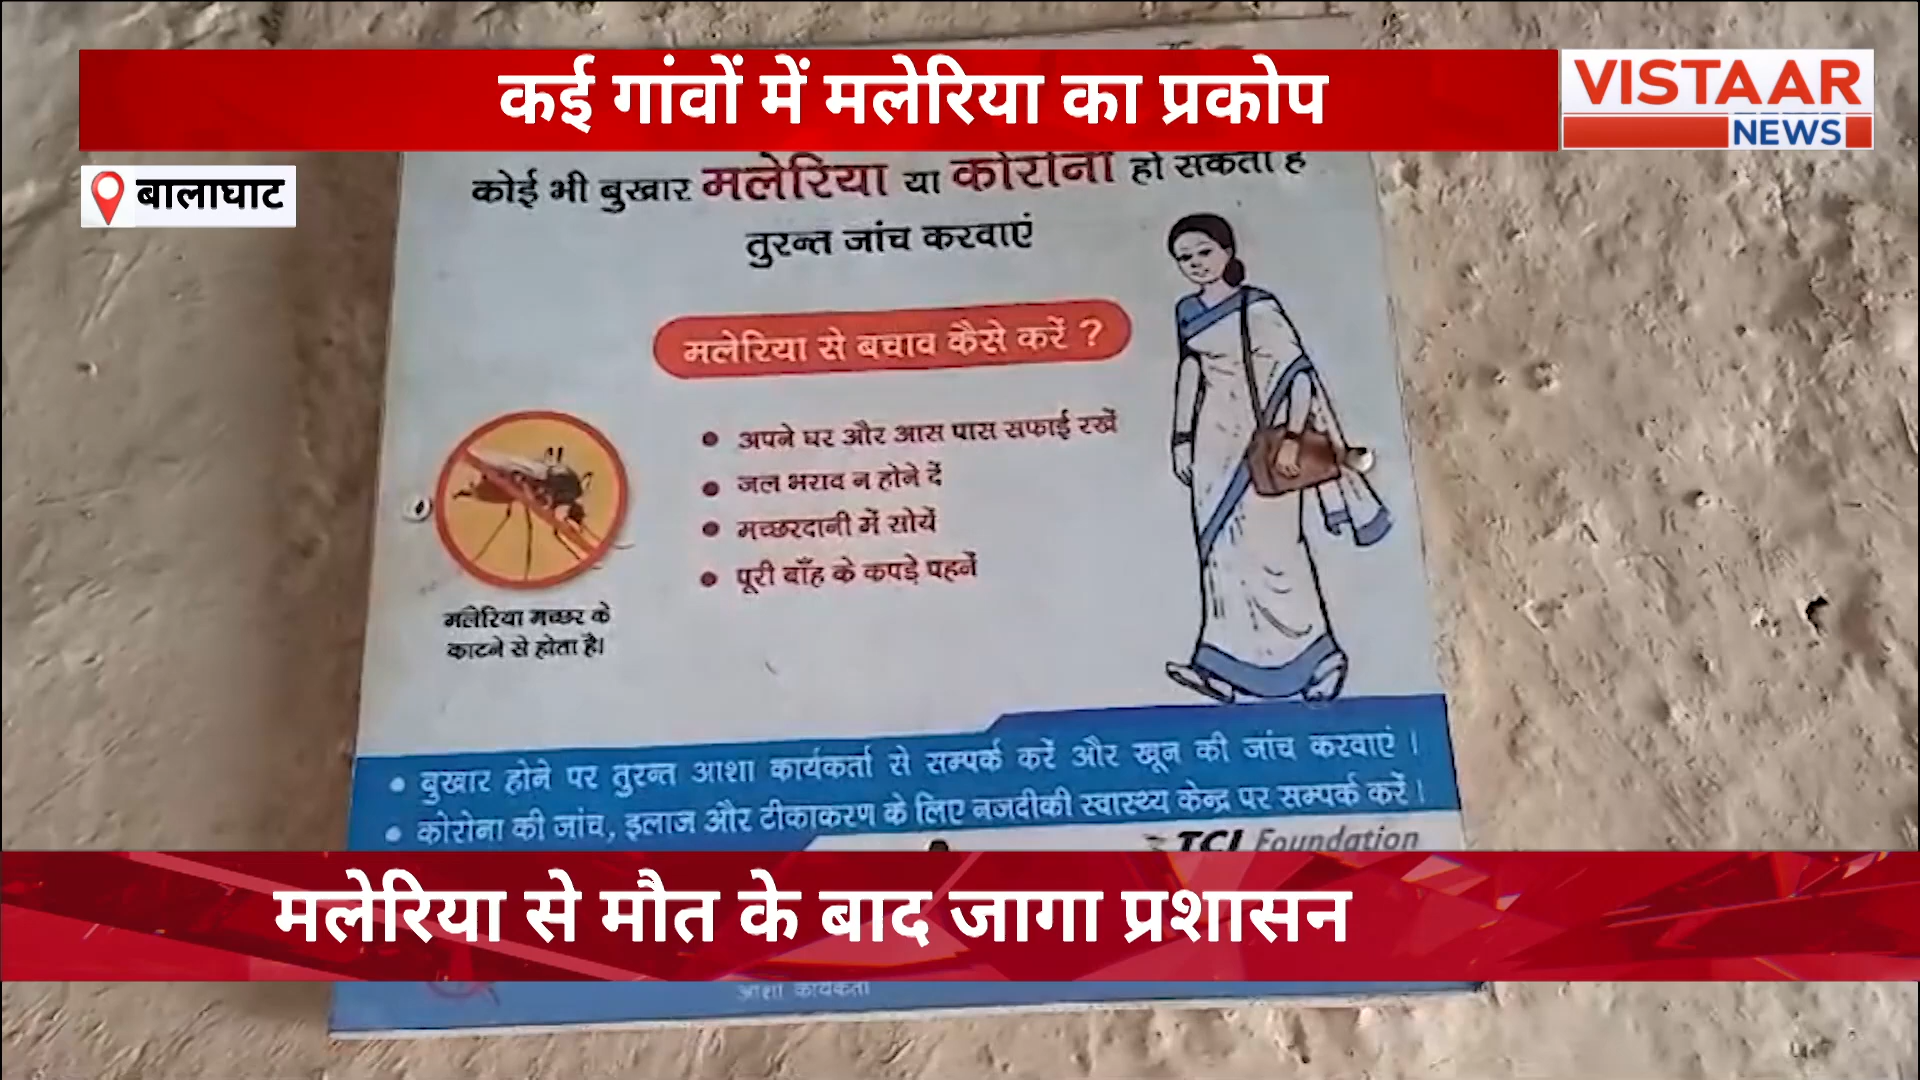 कई गांवों में मलेरिया का प्रकोप
VISTAAR
NEWS
बालाघाट
कोई भी बुखार मलेरिया या कोरोना हो सकता है
तुरन्त जांच करवाएं
मलेरिया से बचाव कैसे करें ?
• अपने घर और आस पास सफाई रखें
• जल भराव न होने दें
• मच्छरदानी में सोयें
• पूरी बाँह के कपड़े पहनें
मलेरिया मच्छर के
काटने से होता है।
• बुखार होने पर तुरन्त आशा कार्यकर्ता से सम्पर्क करें और खून की जांच करवाएं ।
• कोरोना की जांच, इलाज और टीकाकरण के लिए नजदीकी स्वास्थ्य केन्द्र पर सम्पर्क करें ।
TCI Foundation
मलेरिया से मौत के बाद जागा प्रशासन
आशा कार्यकर्ता